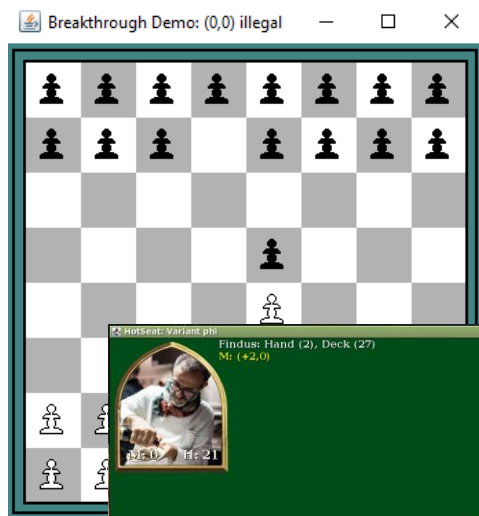 Breakthrough Demo: (0,0) illegal
HotSeat: Variant phi
Findus: Hand (2), Deck (27)
M: (+2,0)
M: 0 H: 21